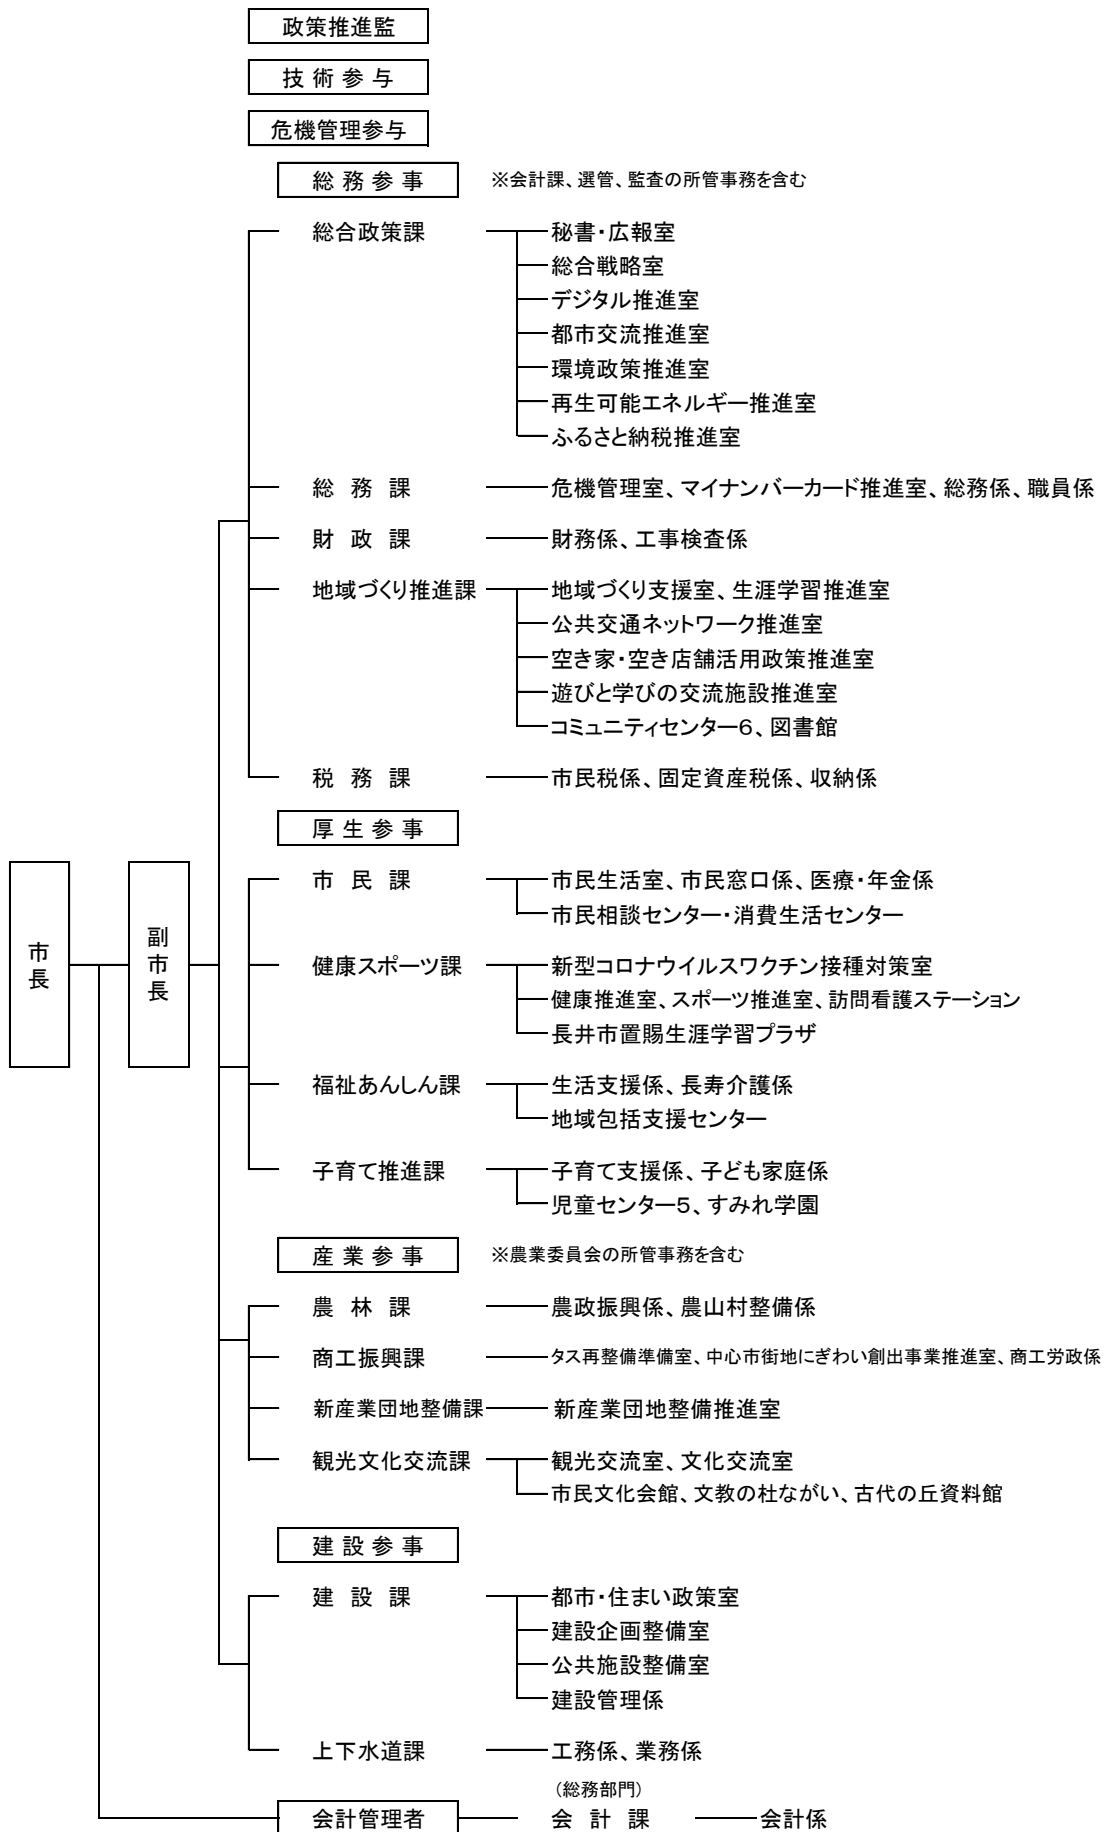 政策推進監
技術参与
危機管理参与
総務参事 ※会計課、選管、監査の所管事務を含む
総合政策課 秘書・広報室
総合戦略室
デジタル推進室
都市交流推進室
環境政策推進室
再生可能エネルギー推進室
ふるさと納税推進室
総務課 危機管理室、マイナンバーカード推進室、総務係、職員係
財政課 財務係、工事検査係
地域づくり推進課 地域づくり支援室、生涯学習推進室
公共交通ネットワーク推進室
空き家・空き店舗活用政策推進室
遊びと学びの交流施設推進室
コミュニティセンター6、図書館
税務課 市民税係、固定資産税係、収納係
厚生参事
市民課 市民生活室、市民窓口係、医療・年金係
市民相談センター・消費生活センター
市長
副市長
健康スポーツ課 新型コロナウイルスワクチン接種対策室
健康推進室、スポーツ推進室、訪問看護ステーション
長井市置賜生涯学習プラザ
福祉あんしん課 生活支援係、長寿介護係
地域包括支援センター
子育て推進課 子育て支援係、子ども家庭係
児童センター5、すみれ学園
産業参事 ※農業委員会の所管事務を含む
農林課 農政振興係、農山村整備係
商工振興課 タス再整備準備室、中心市街地にぎわい創出事業推進室、商工労政係
新産業団地整備課 新産業団地整備推進室
観光文化交流課 観光交流室、文化交流室
市民文化会館、文教の杜ながい、古代の丘資料館
建設参事
建設課 都市・住まい政策室
建設企画整備室
公共施設整備室
建設管理係
上下水道課 工務係、業務係
(総務部門)
会計管理者 会計課 会計係